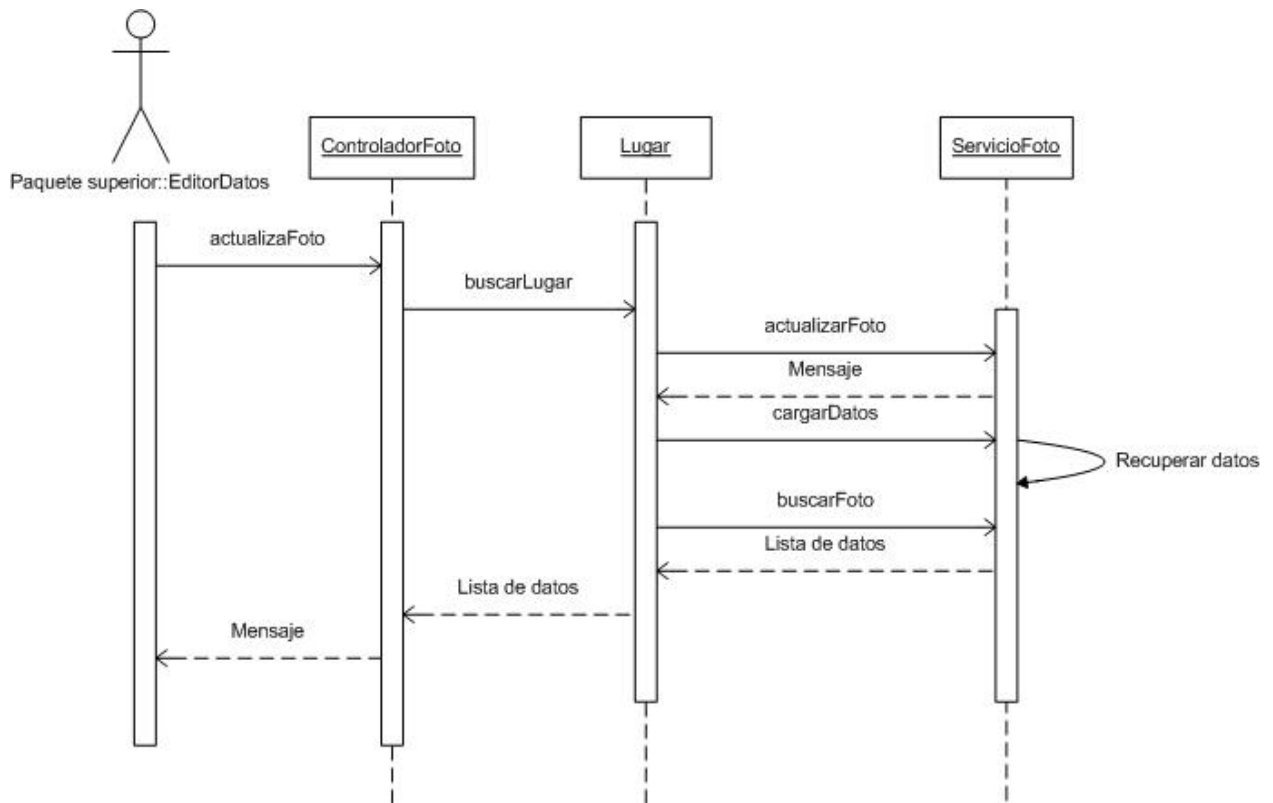 ControladorFoto
Lugar
ServicioFoto
Paquete superior::EditorDatos
actualizaFoto
buscarLugar
actualizarFoto
Mensaje
cargarDatos
Recuperar datos
buscarFoto
Lista de datos
Lista de datos
Mensaje